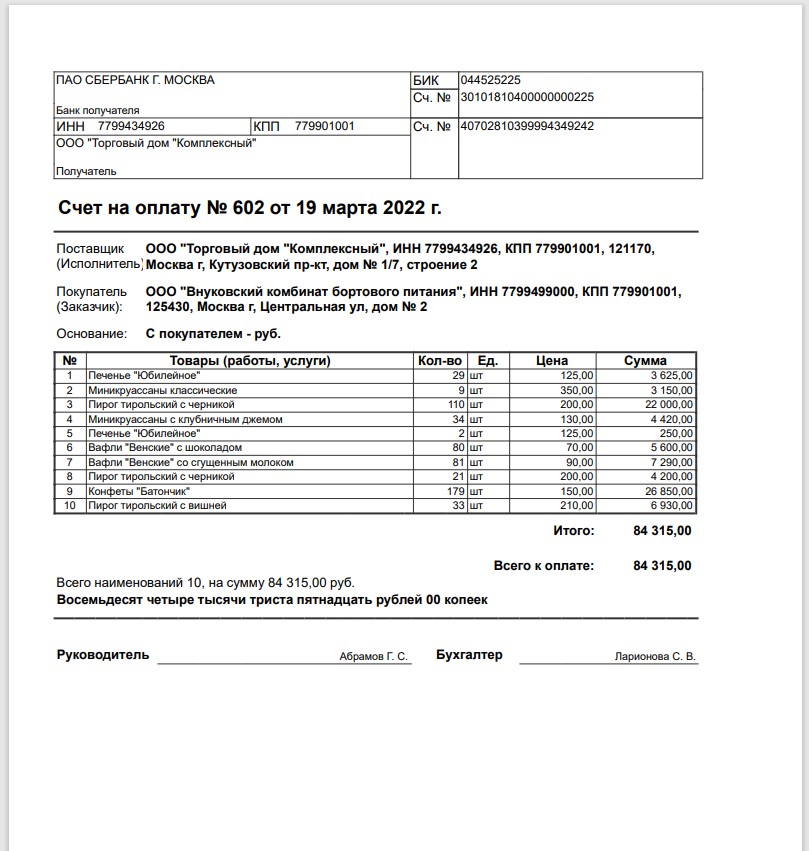 ПАО СБЕРБАНК Г. МОСКВА БИК 044525225
Сч. № 30101810400000000225
Банк получателя
ИНН 7799434926 КПП 779901001 Сч. № 40702810399994349242
ООО "Торговый дом "Комплексный"
Получатель
Счет на оплату № 602 от 19 марта 2022 г.
Поставщик ООО "Торговый дом "Комплексный", ИНН 7799434926, КПП 779901001, 121170,
(Исполнитель) Москва г, Кутузовский пр-кт, дом № 1/7, строение 2
Покупатель ООО "Внуковский комбинат бортового питания", ИНН 7799499000, КПП 779901001,
(Заказчик): 125430, Москва г, Центральная ул, дом № 2
Основание: С покупателем - руб.
№ Товары (работы, услуги) Кол-во Ед. Цена Сумма
1 Печенье "Юбилейное" 29 шт 125,00 3 625,00
2 Миникруассаны классические 9 шт 350,00 3 150,00
3 Пирог тирольский с черникой 110 шт 200,00 22 000,00
4 Миникруассаны с клубничным джемом 34 шт 130,00 4 420,00
5 Печенье "Юбилейное" 2 шт 125,00 250,00
6 Вафли "Венские" с шоколадом 80 шт 70,00 5 600,00
7 Вафли "Венские" со сгущенным молоком 81 шт 90,00 7 290,00
8 Пирог тирольский с черникой 21 шт 200,00 4 200,00
9 Конфеты "Батончик" 179 шт 150,00 26 850,00
10 Пирог тирольский с вишней 33 шт 210,00 6 930,00
Итого: 84 315,00
Всего к оплате: 84 315,00
Всего наименований 10, на сумму 84 315,00 руб.
Восемьдесят четыре тысячи триста пятнадцать рублей 00 копеек
Руководитель Абрамов Г. С. Бухгалтер Ларионова С. В.